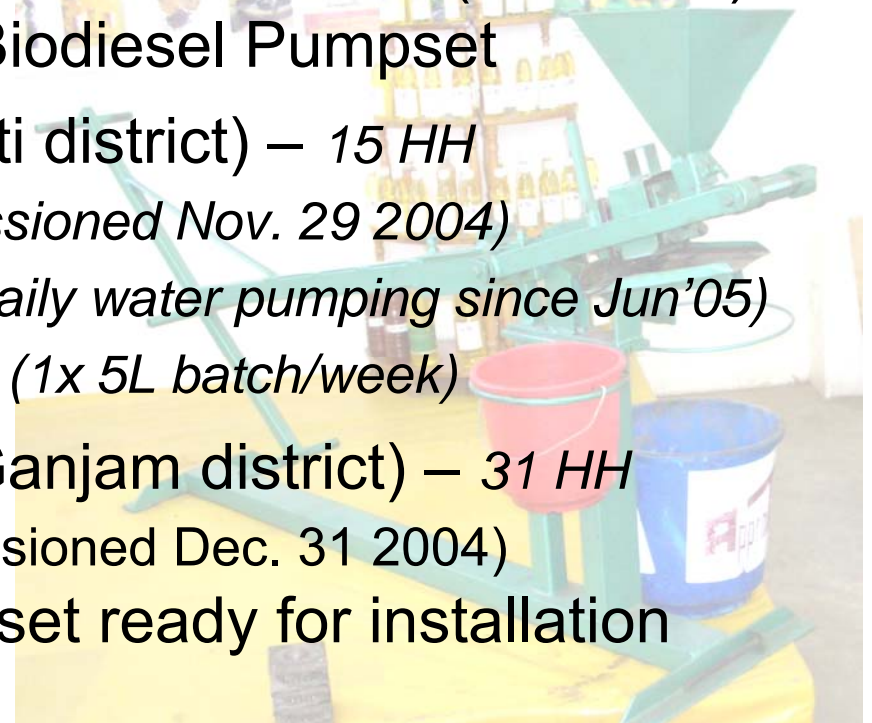 Biodiesel Pumpset
ti district) – 15 HH
ssioned Nov. 29 2004)
aily water pumping since Jun’05)
(1x 5L batch/week)
Ganjam district) – 31 HH
sioned Dec. 31 2004)
set ready for installation